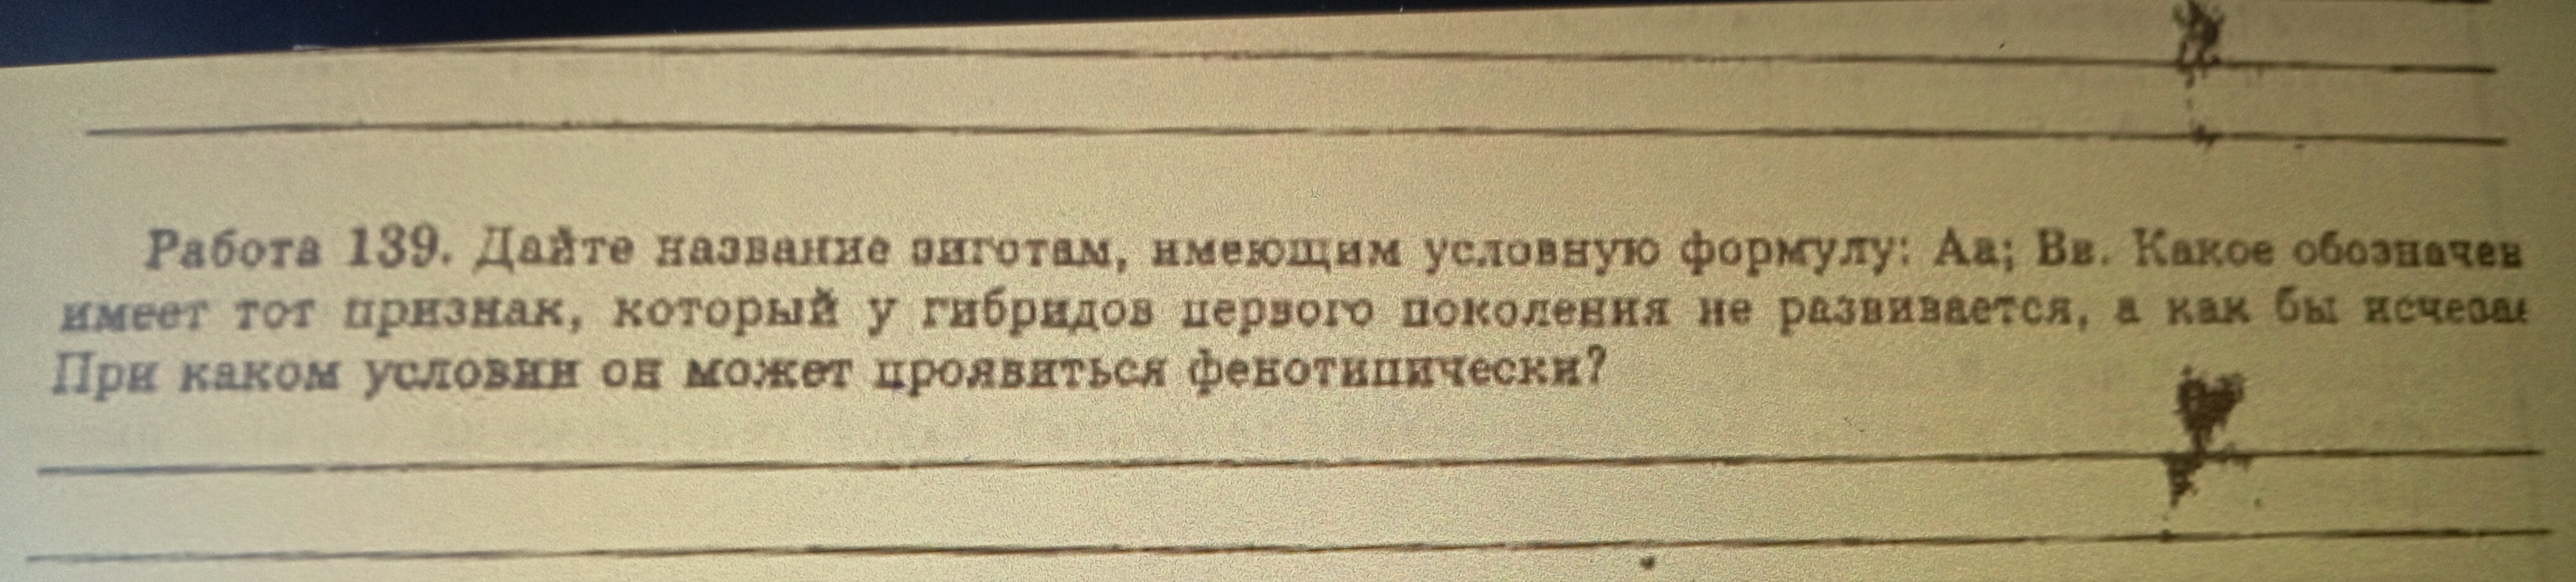 Работа 139. Дайте название зиготам, имеющим условную формулу: Аа; Вв. Какое обозначен
имеет тот признак, который у гибридов первого поколения не развивается, а как бы исчезае
При каком условии он может проявиться фенотипически?